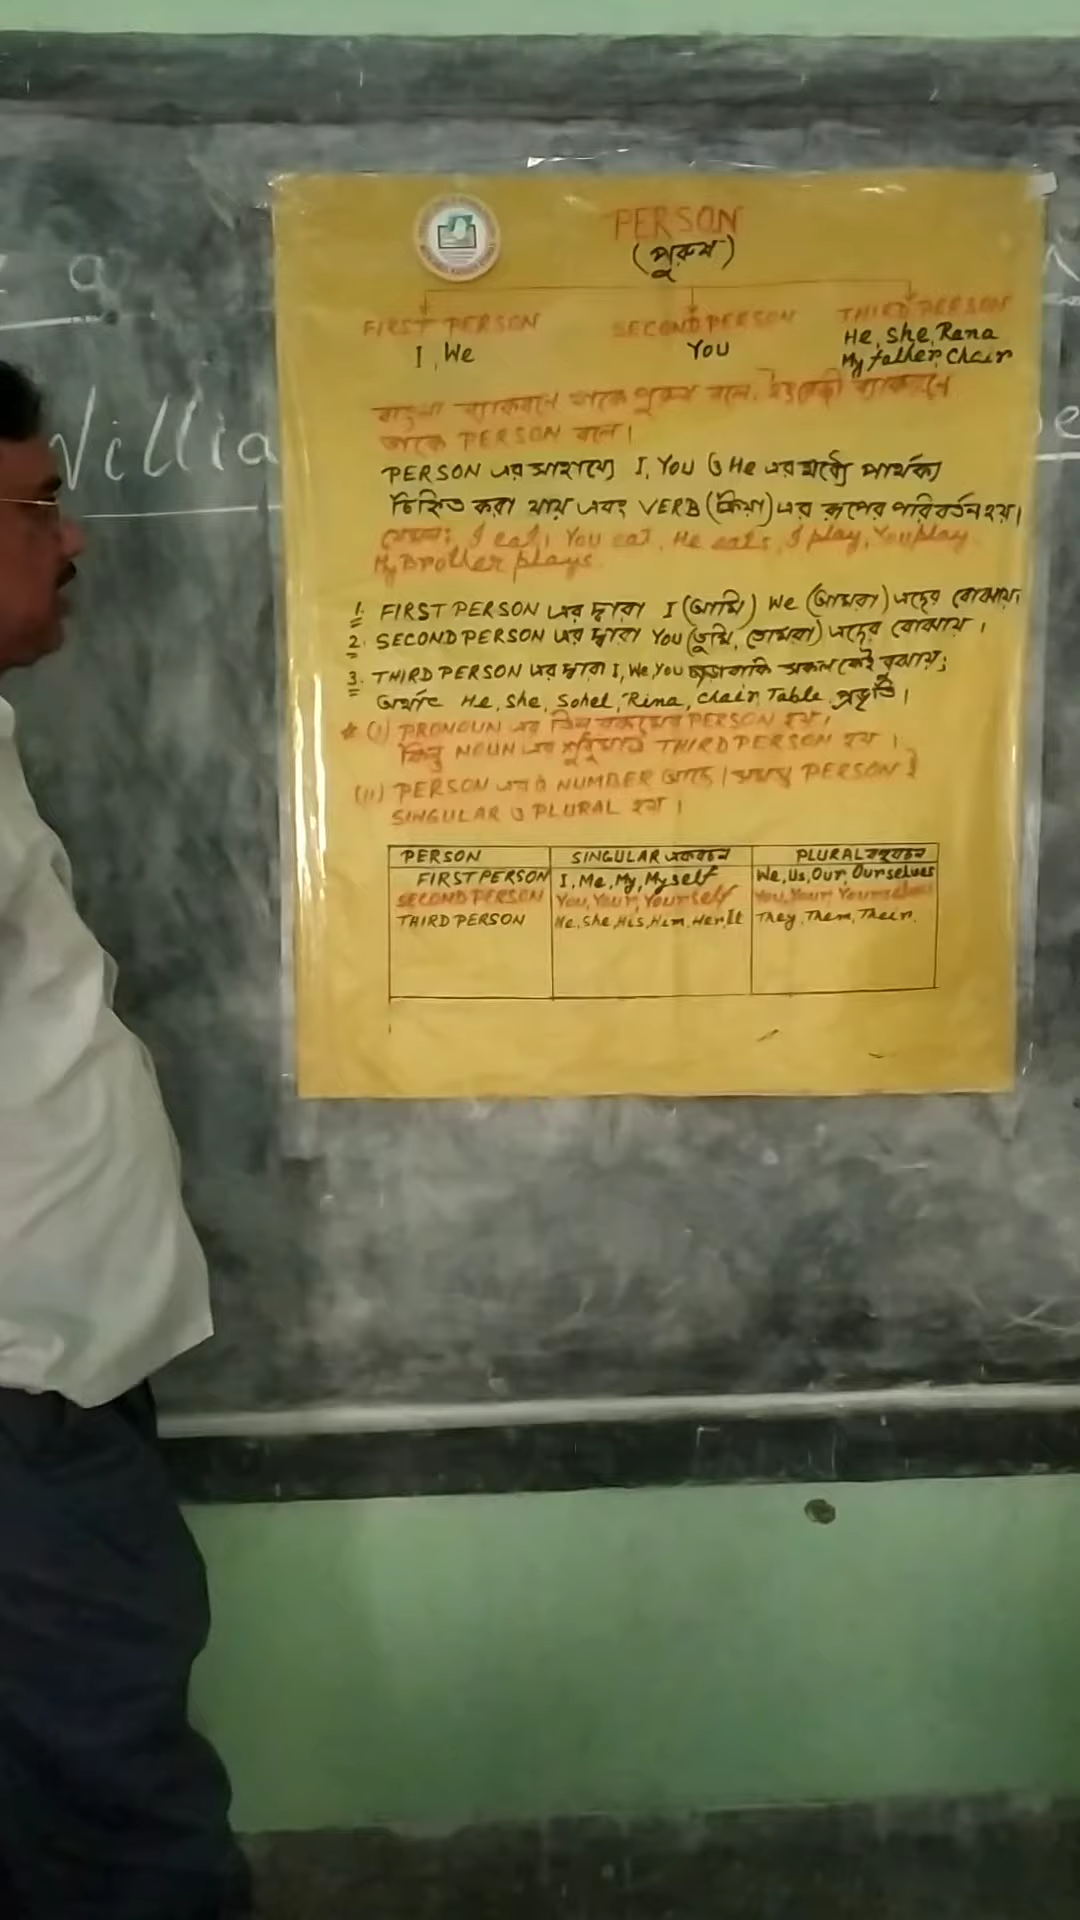 PERSON
(পুরুষ)
FIRST PERSON
I, We
SECOND PERSON
You
THIRD PERSON
He, She, Rana
My father, Chair
বাংলা ব্যাকরণে যাকে পুরুষ বলে, ইংরেজী ব্যাকরণে
তাকে PERSON বলে।
PERSON এর সাহায্যে I, You ও He এর মধ্যে পার্থক্য
চিহ্নিত করা যায় এবং VERB (ক্রিয়া) এর রূপের পরিবর্তন হয়।
যেমন: I eat, You eat, He eats, I play, You play
My Brother plays.
1. FIRST PERSON এর দ্বারা I (আমি) We (আমরা) এদের বোঝায়।
2. SECOND PERSON এর দ্বারা You (তুমি, তোমরা) এদের বোঝায়।
3. THIRD PERSON এর দ্বারা I, We, You ছাড়া বাকি সকলকেই বুঝায়;
অর্থাৎ He, She, Sohel, Rina, Chair, Table প্রভৃতি।
# (i) PRONOUN এর তিন রকমের PERSON হয়।
কিন্তু NOUN এর THIRD PERSON হয়।
(ii) PERSON এরও NUMBER আছে। PERSON ই
SINGULAR ও PLURAL হয়।
PERSON SINGULAR একবচন PLURAL বহুবচন
FIRST PERSON I, Me, My, Myself We, Us, Our, Ourselves
SECOND PERSON You, Your, Yourself You, Your, Yourselves
THIRD PERSON He, She, His, Him, Her, It They, Them, Their.
a
Willia